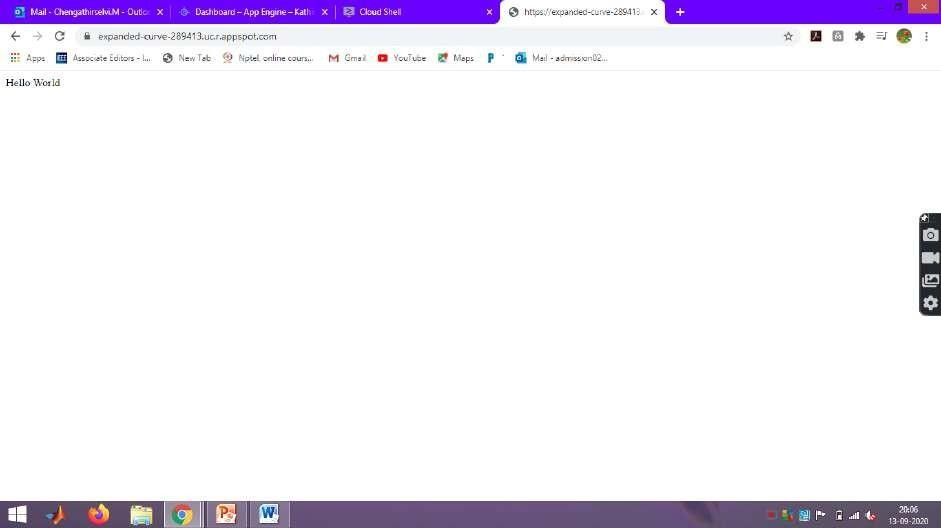 Mail - Chengathirselvi.M - Outlo
Dashboard – App Engine – Kath
Cloud Shell
https://expanded-curve-289413.
expanded-curve-289413.uc.r.appspot.com
Apps
Associate Editors - I...
New Tab
Nptel, online cours...
Gmail
YouTube
Maps
Mail - admission02...
Hello World
20:06
13-09-2020